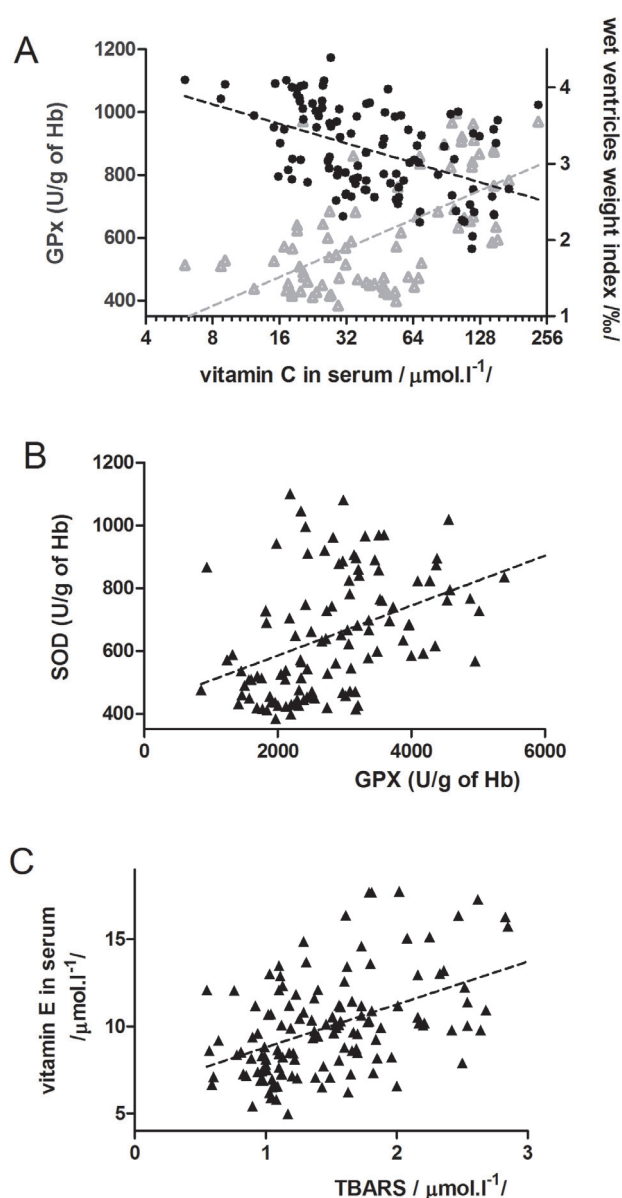 A
GPx (U/g of Hb)
1200
1000
800
600
400
4
3
2
1
wet ventricles weight index /‰/
4 8 16 32 64 128 256
vitamin C in serum / μmol.l⁻¹/
B
SOD (U/g of Hb)
1200
1000
800
600
400
0 2000 4000 6000
GPX (U/g of Hb)
C
vitamin E in serum
/μmol.l⁻¹/
15
10
5
0 1 2 3
TBARS / μmol.l⁻¹/